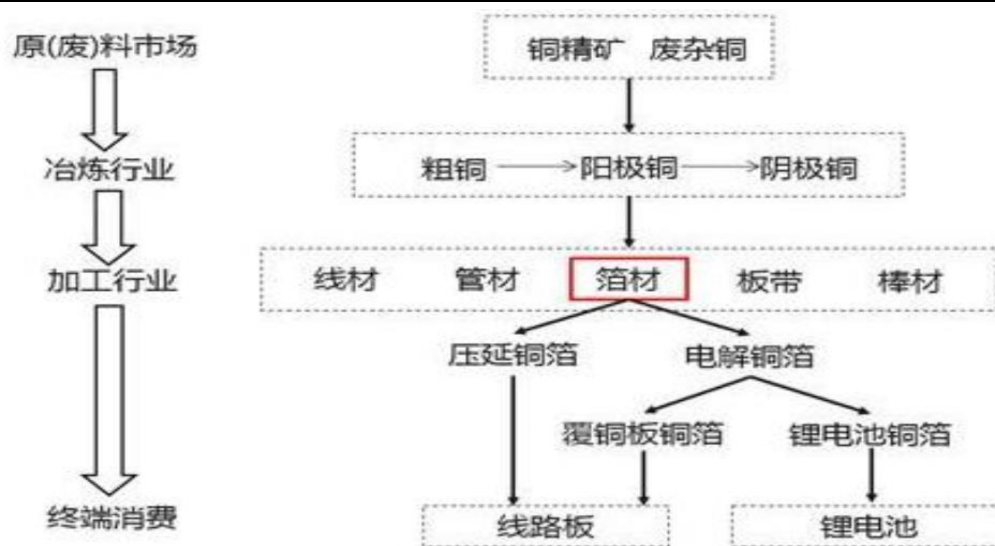 原(废)料市场
铜精矿 废杂铜
冶炼行业
粗铜 阳极铜 阴极铜
加工行业
线材 管材 箔材 板带 棒材
压延铜箔 电解铜箔
覆铜板铜箔 锂电池铜箔
终端消费
线路板 锂电池